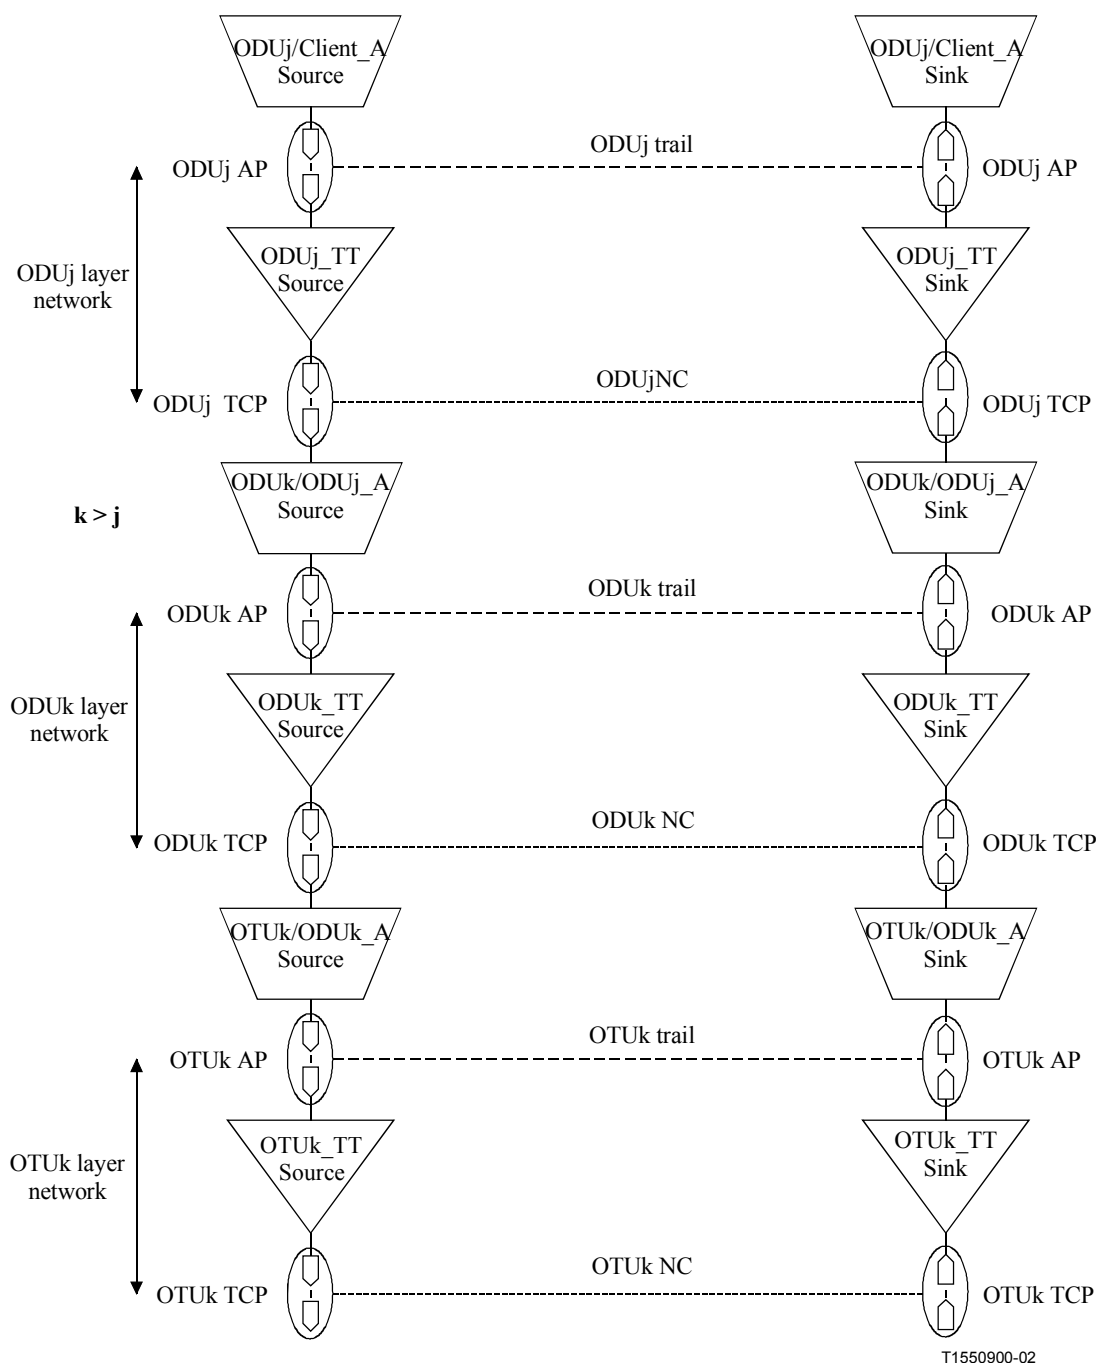 ODUj/Client_A
Source
ODUj/Client_A
Sink
ODUj trail
ODUj AP
ODUj AP
ODUj_TT
Source
ODUj_TT
Sink
ODUj layer
network
ODUjNC
ODUj TCP
ODUj TCP
ODUk/ODUj_A
Source
ODUk/ODUj_A
Sink
k > j
ODUk trail
ODUk AP
ODUk AP
ODUk_TT
Source
ODUk_TT
Sink
ODUk layer
network
ODUk NC
ODUk TCP
ODUk TCP
OTUk/ODUk_A
Source
OTUk/ODUk_A
Sink
OTUk trail
OTUk AP
OTUk AP
OTUk_TT
Source
OTUk_TT
Sink
OTUk layer
network
OTUk NC
OTUk TCP
OTUk TCP
T1550900-02